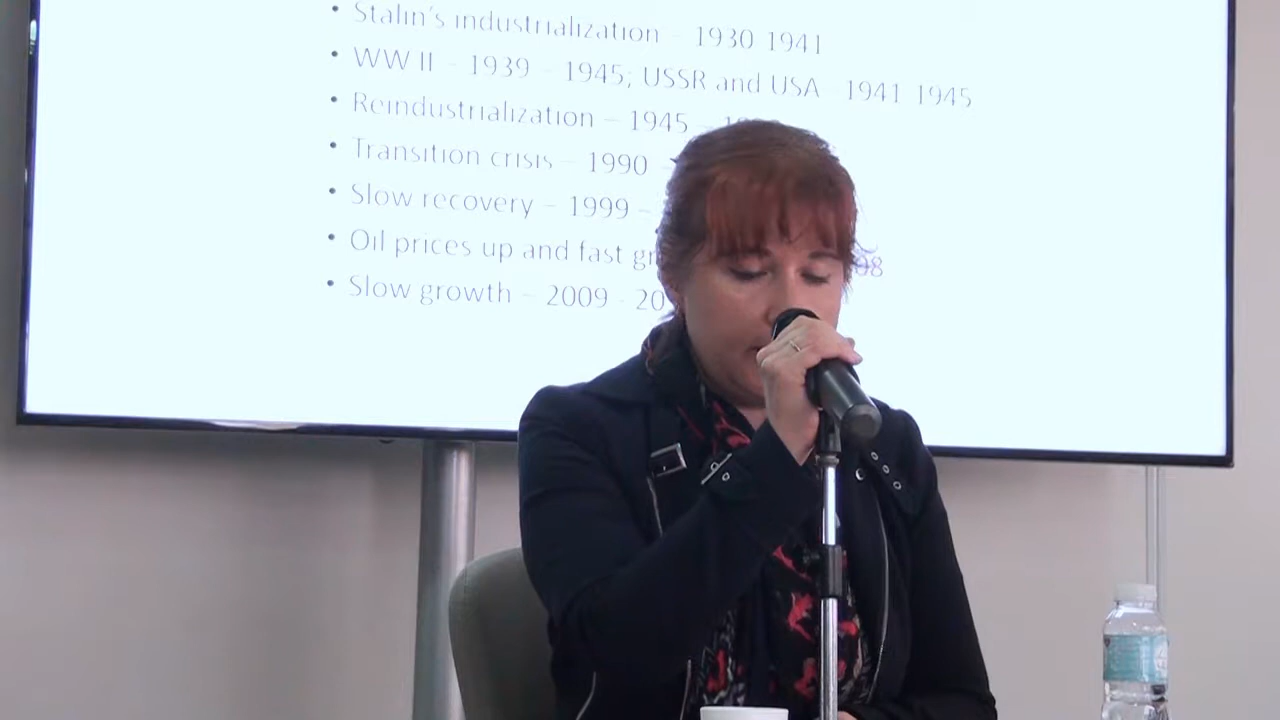 • Stalin's industrialization – 1930 1941
• WW II - 1939 – 1945; USSR and USA 1941 1945
• Reindustrialization – 1945 –
• Transition crisis – 1990 -
• Slow recovery – 1999 –
• Oil prices up and fast 08
• Slow growth – 2009 - 20